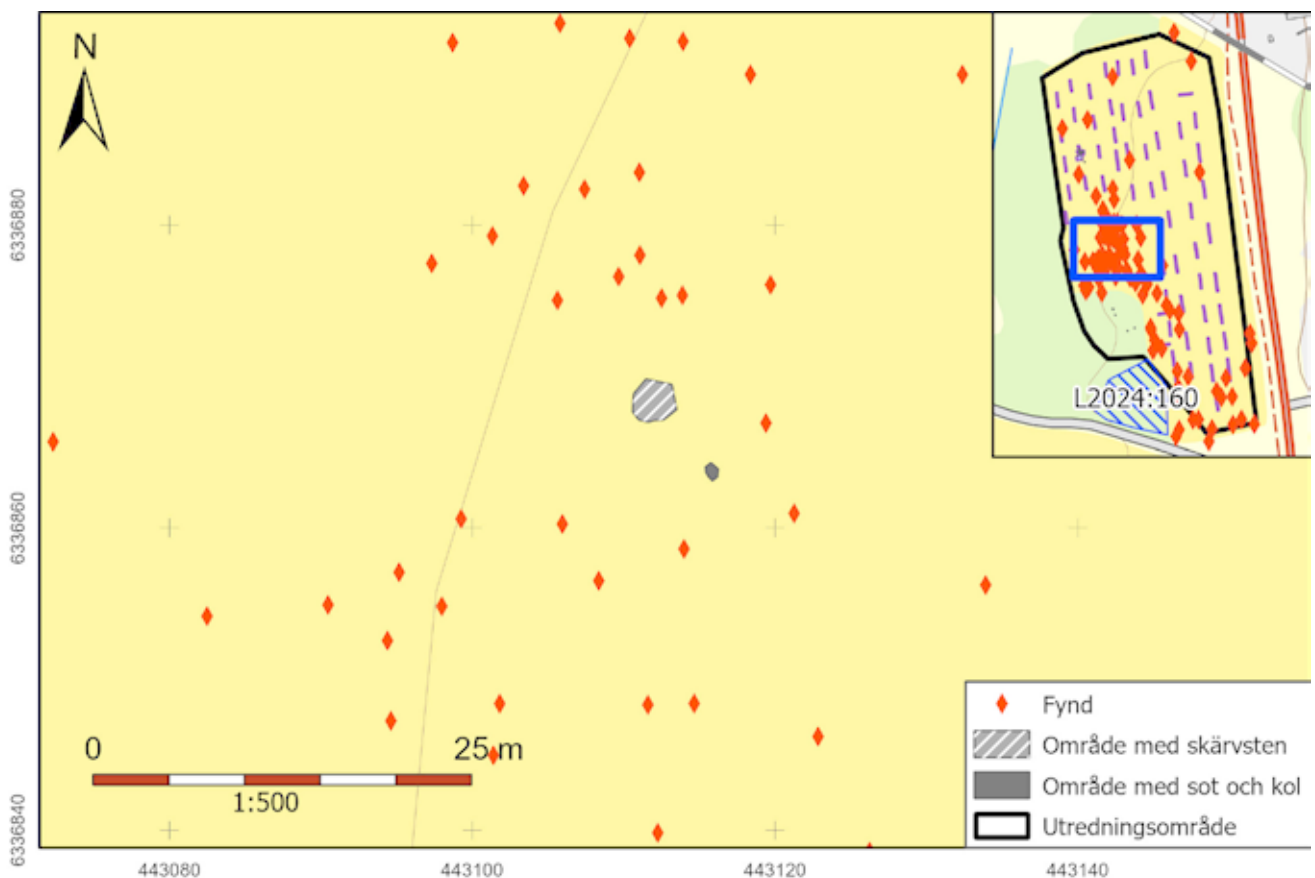 N
L2024:160
6336880
6336860
6336840
0
25 m
1:500
Fynd
Område med skärvsten
Område med sot och kol
Utredningsområde
443080
443100
443120
443140